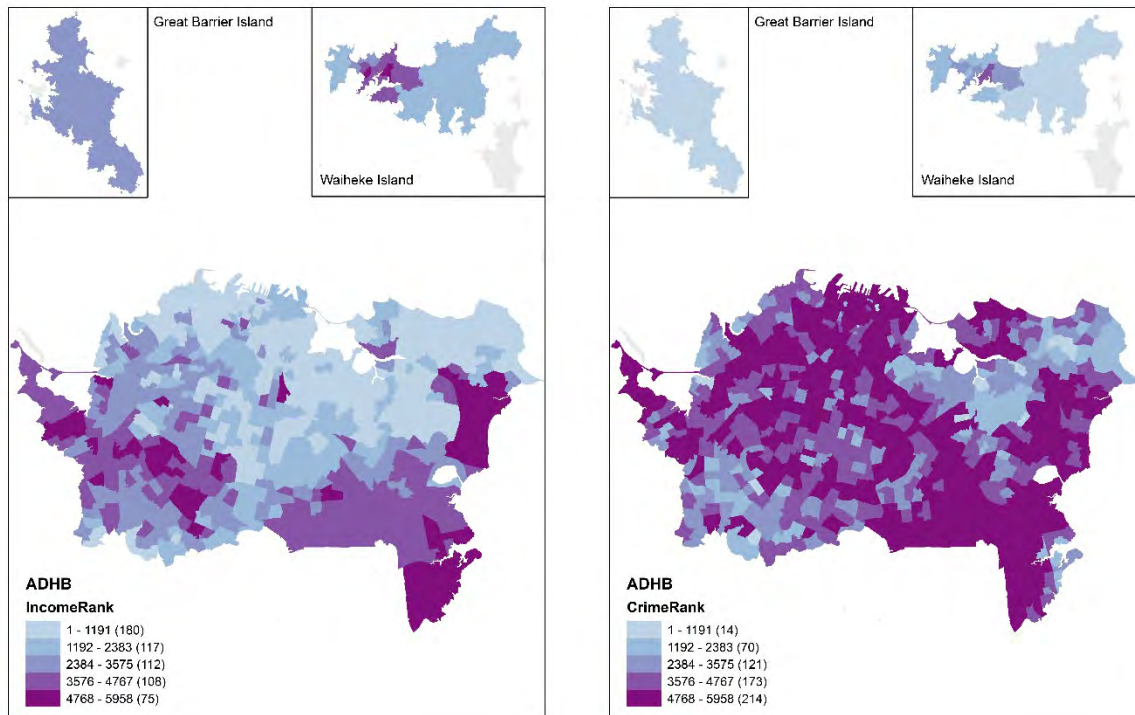 Great Barrier Island
Waiheke Island
ADHB
IncomeRank
1 - 1191 (180)
1192 - 2383 (117)
2384 - 3575 (112)
3576 - 4767 (108)
4768 - 5958 (75)
Great Barrier Island
Waiheke Island
ADHB
CrimeRank
1 - 1191 (14)
1192 - 2383 (70)
2384 - 3575 (121)
3576 - 4767 (173)
4768 - 5958 (214)